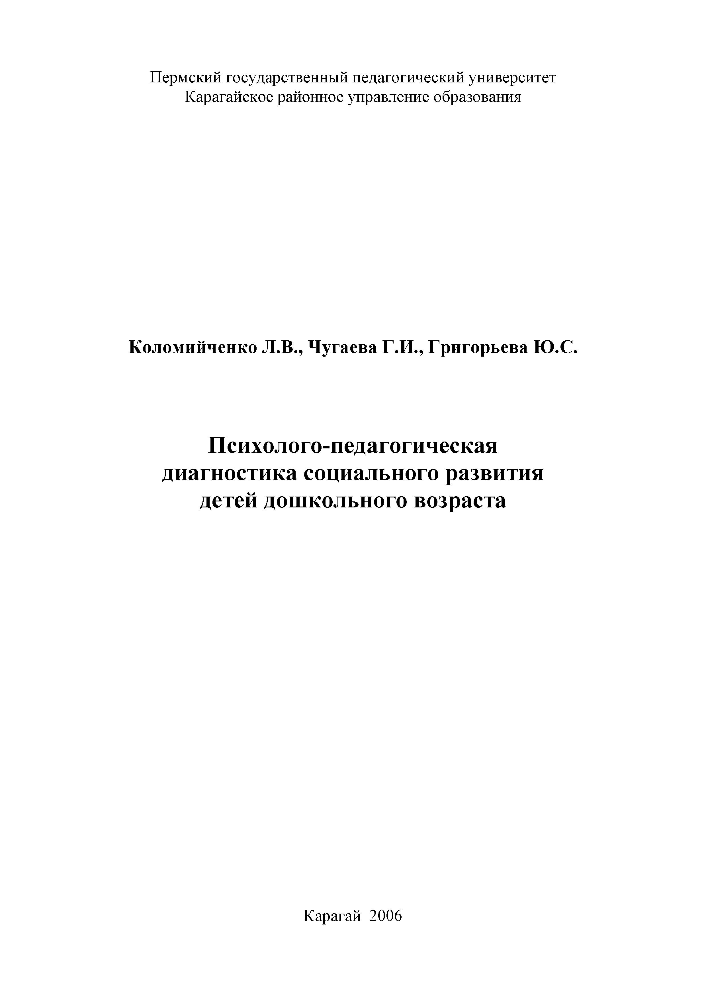 Пермский государственный педагогический университет
Карагайское районное управление образования
Коломийченко Л.В., Чугаева Г.И., Григорьева Ю.С.
Психолого-педагогическая
диагностика социального развития
детей дошкольного возраста
Карагай  2006